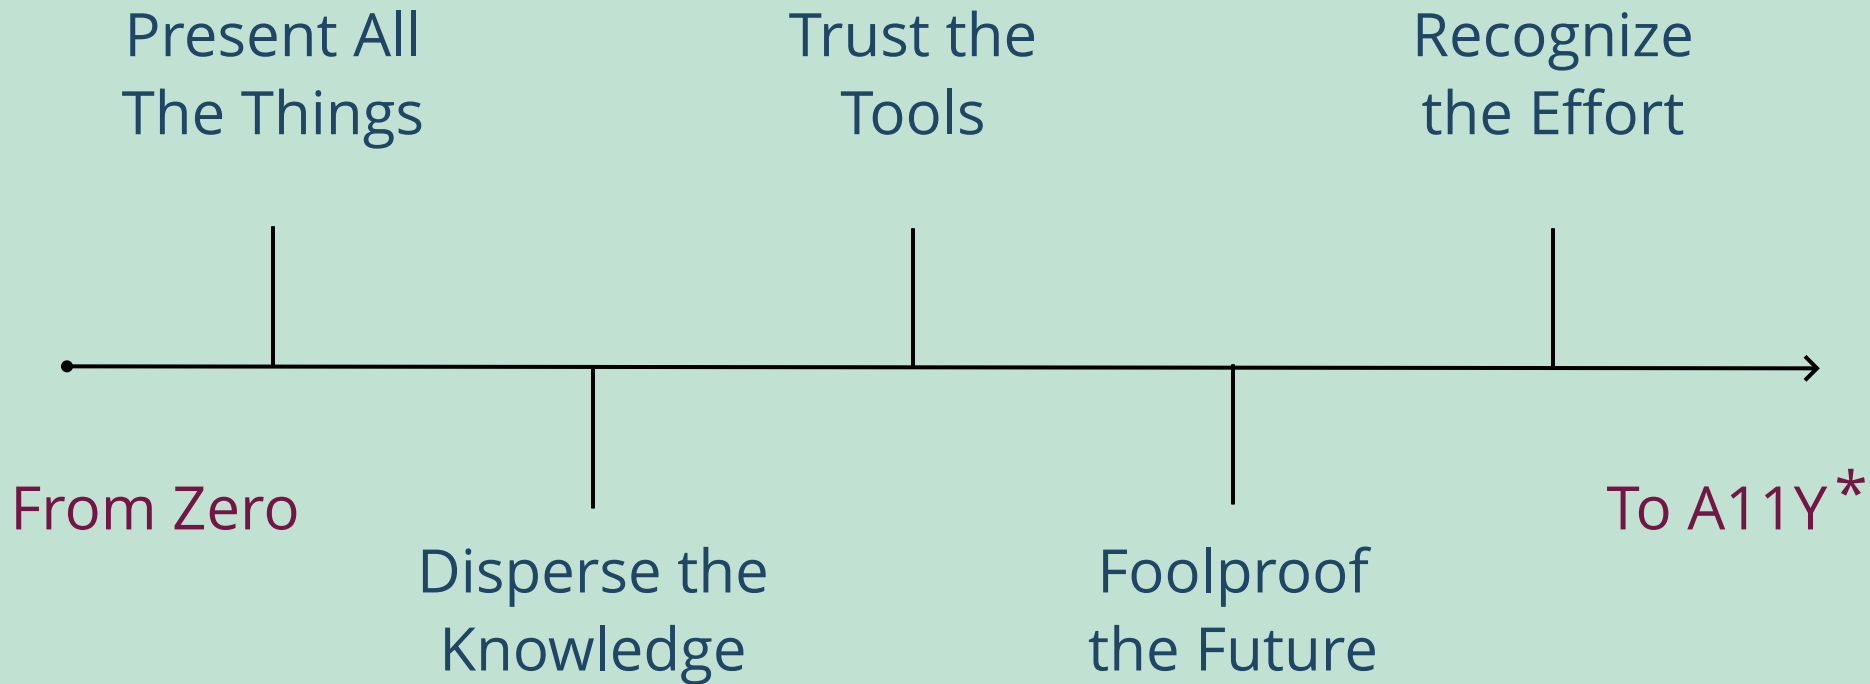 Present All
The Things
Trust the
Tools
Recognize
the Effort
From Zero
To A11Y*
Disperse the
Knowledge
Foolproof
the Future